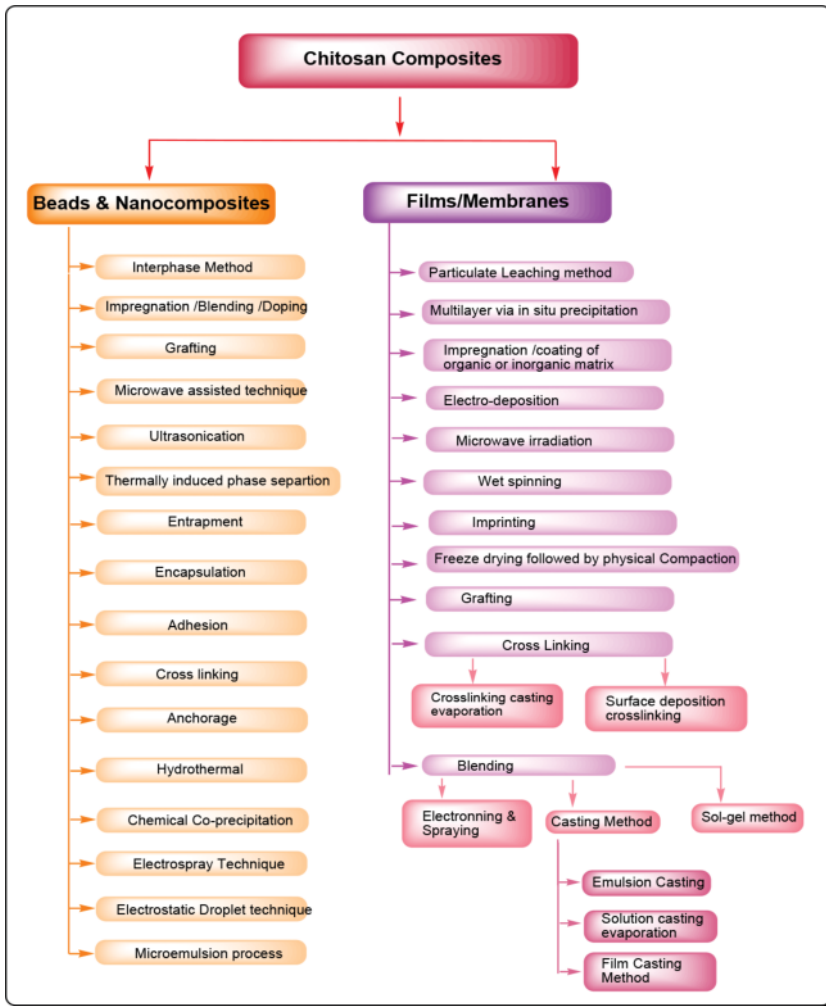 Chitosan Composites
Beads & Nanocomposites
Interphase Method
Impregnation /Blending /Doping
Grafting
Microwave assisted technique
Ultrasonication
Thermally induced phase separtion
Entrapment
Encapsulation
Adhesion
Cross linking
Anchorage
Hydrothermal
Chemical Co-precipitation
Electrospray Technique
Electrostatic Droplet technique
Microemulsion process
Films/Membranes
Particulate Leaching method
Multilayer via in situ precipitation
Impregnation /coating of
organic or inorganic matrix
Electro-deposition
Microwave irradiation
Wet spinning
Imprinting
Freeze drying followed by physical Compaction
Grafting
Cross Linking
Crosslinking casting
evaporation
Surface deposition
crosslinking
Blending
Electronning &
Spraying
Casting Method
Sol-gel method
Emulsion Casting
Solution casting
evaporation
Film Casting
Method